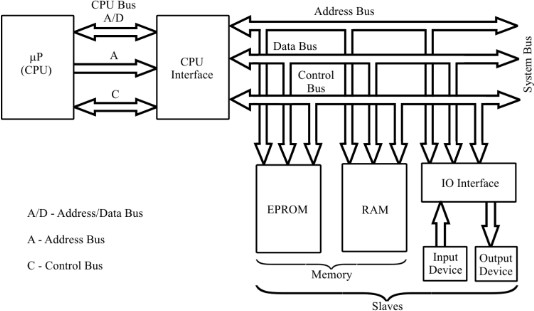 CPU Bus
A/D
Address Bus
µP
(CPU)
A
CPU
Interface
Data Bus
System Bus
C
Control
Bus
EPROM
RAM
IO Interface
A/D - Address/Data Bus
A - Address Bus
C - Control Bus
Input
Device
Output
Device
Memory
Slaves